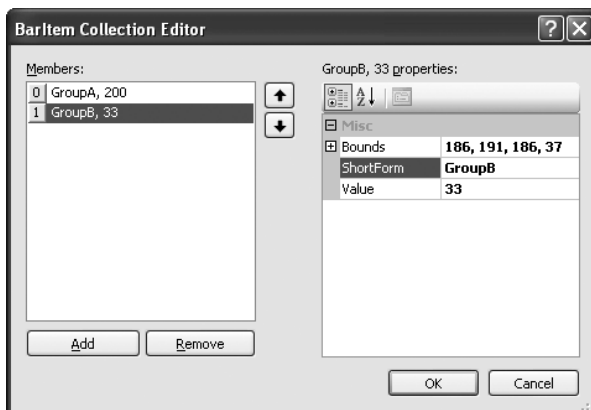 BarItem Collection Editor
Members:
0 GroupA, 200
1 GroupB, 33
Add
Remove
GroupB, 33 properties:
Misc
Bounds 186, 191, 186, 37
ShortForm GroupB
Value 33
OK
Cancel